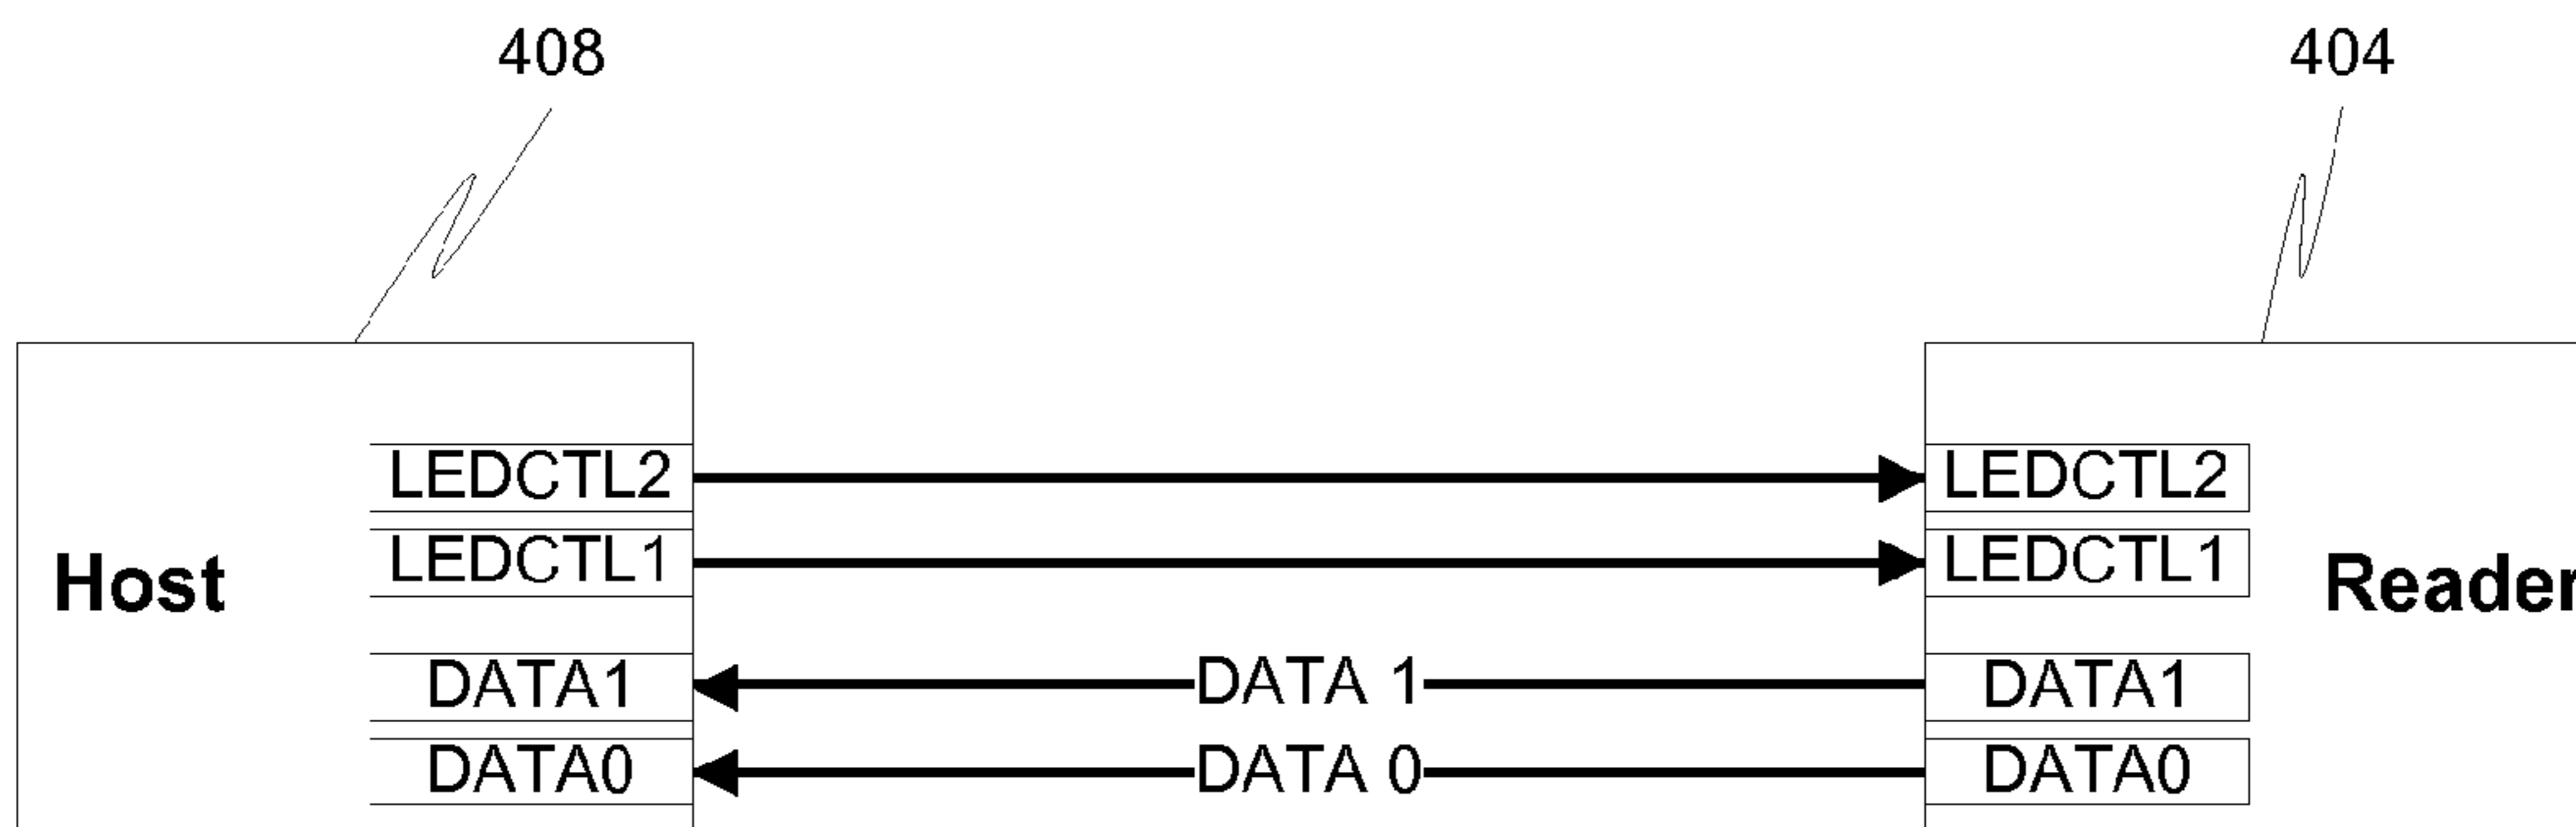 408
404
LEDCTL2
LEDCTL2
LEDCTL1
LEDCTL1
Host
Reader
DATA1
DATA 1
DATA1
DATA0
DATA 0
DATA0